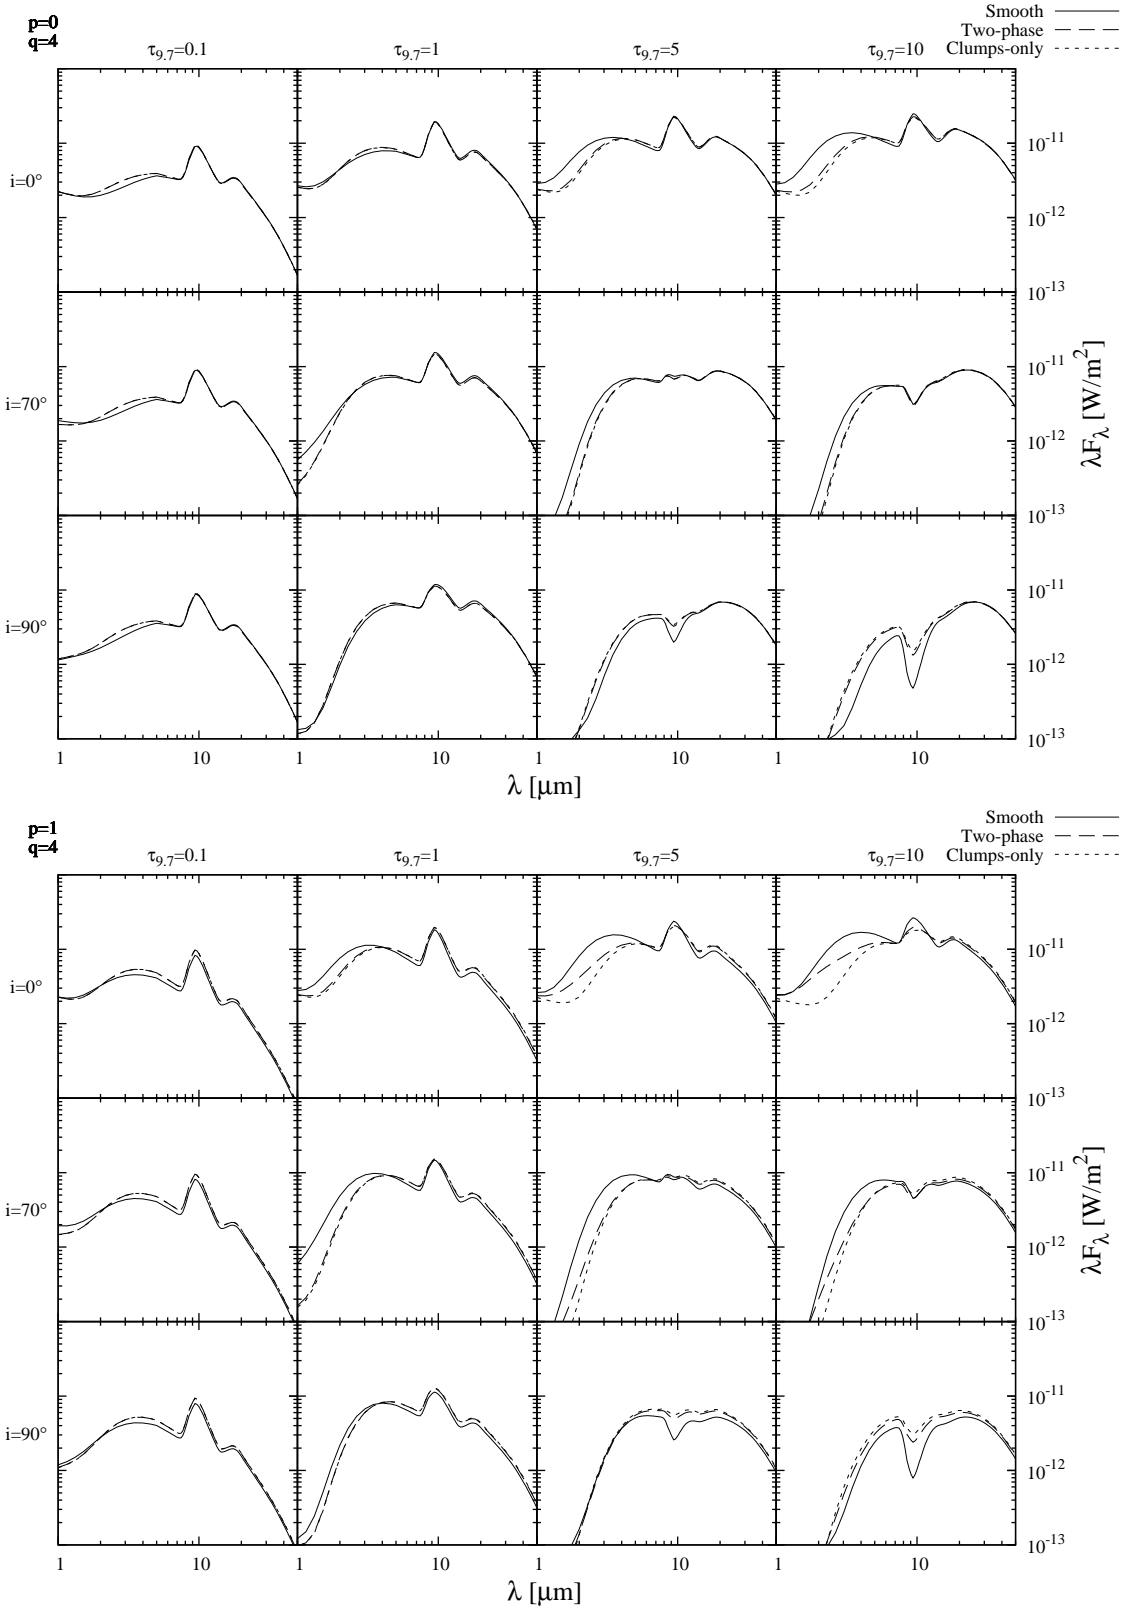 p=0
q=4
Smooth
Two-phase
Clumps-only
τ9.7=0.1 τ9.7=1 τ9.7=5 τ9.7=10
10-11
i=0°
10-12
10-13
10-11
i=70°
10-12
10-13
λFλ [W/m2]
10-11
i=90°
10-12
10-13
1 10 1 10 1 10 1 10
λ [μm]
p=1
q=4
Smooth
Two-phase
Clumps-only
τ9.7=0.1 τ9.7=1 τ9.7=5 τ9.7=10
10-11
i=0°
10-12
10-13
10-11
i=70°
10-12
10-13
λFλ [W/m2]
10-11
i=90°
10-12
10-13
1 10 1 10 1 10 1 10
λ [μm]